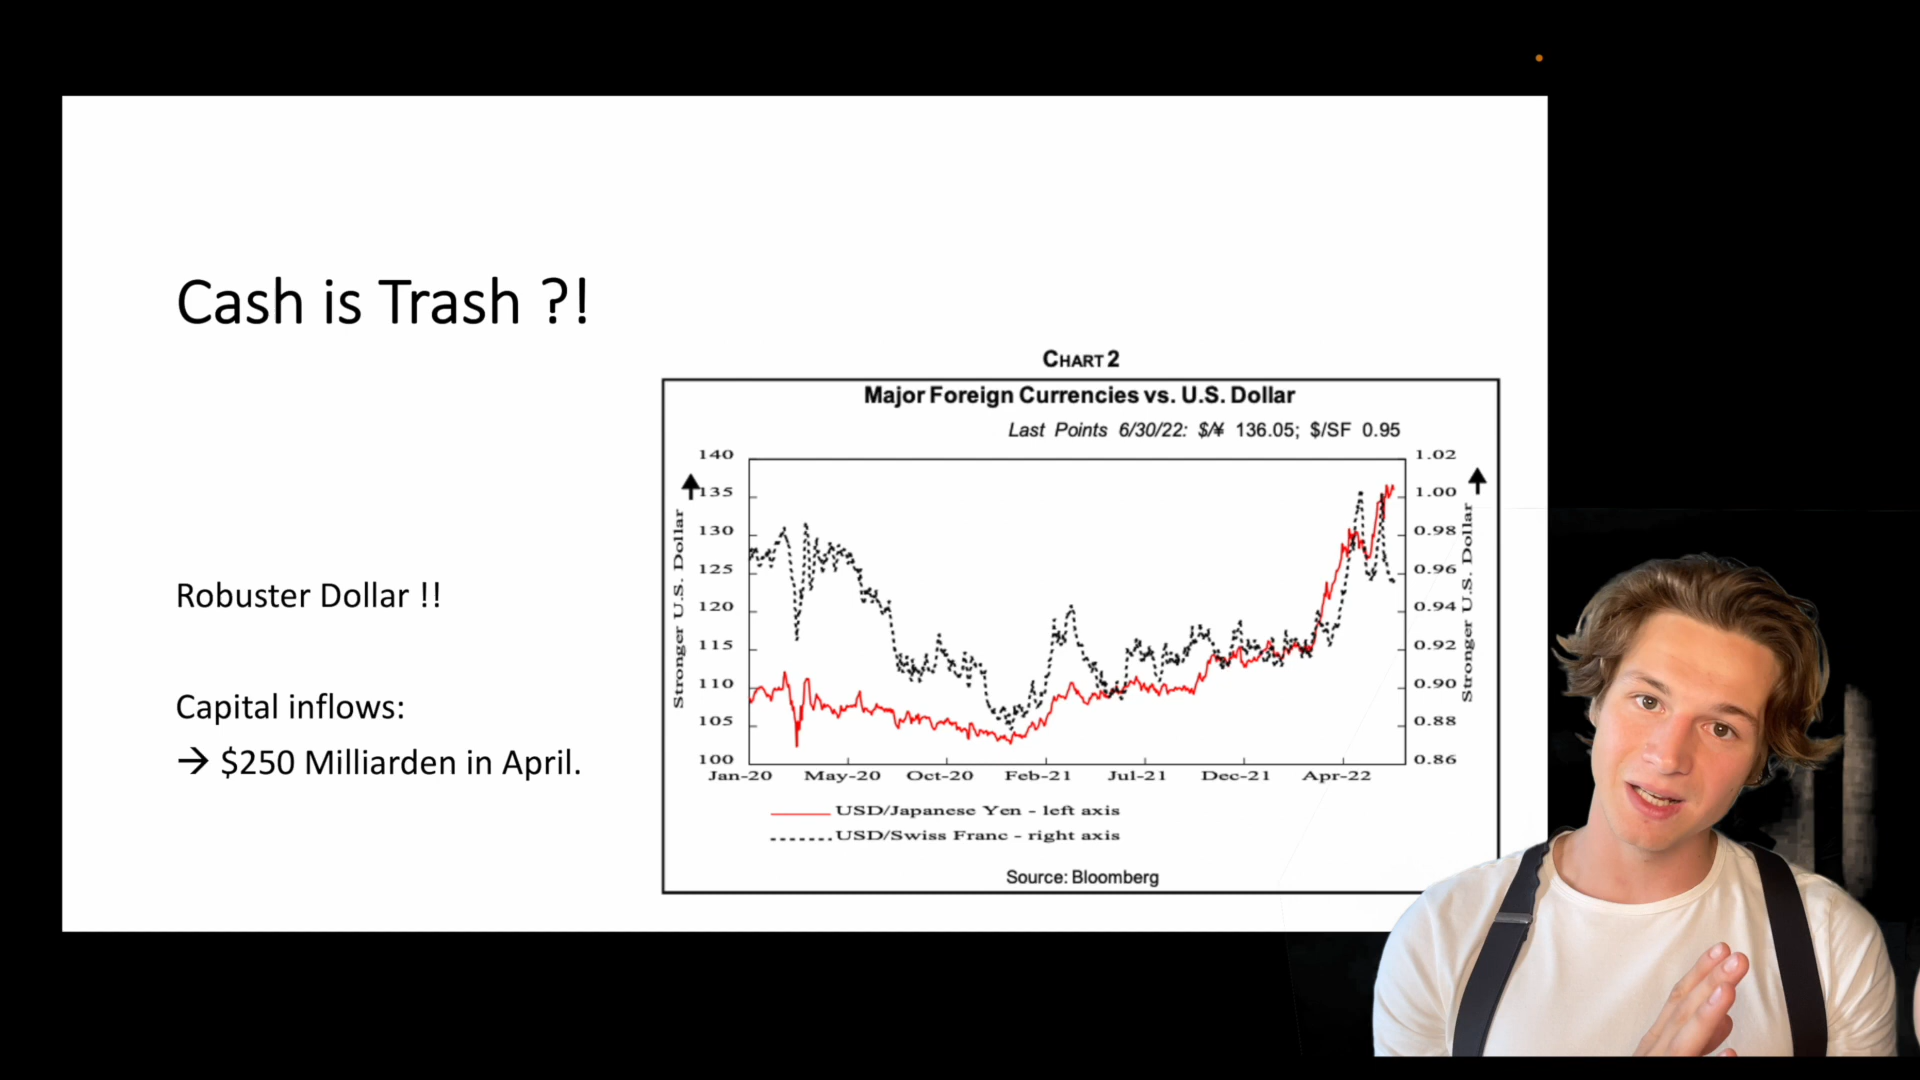 Cash is Trash ?!
Robuster Dollar !!
Capital inflows:
→ $250 Milliarden in April.
CHART 2
Major Foreign Currencies vs. U.S. Dollar
Last Points 6/30/22: $/¥ 136.05; $/SF 0.95
Stronger U.S. Dollar
140
135
130
125
120
115
110
105
100
1.02
1.00
0.98
0.96
0.94
0.92
0.90
0.88
0.86
Stronger U.S. Dollar
Jan-20 May-20 Oct-20 Feb-21 Jul-21 Dec-21 Apr-22
USD/Japanese Yen - left axis
USD/Swiss Franc - right axis
Source: Bloomberg